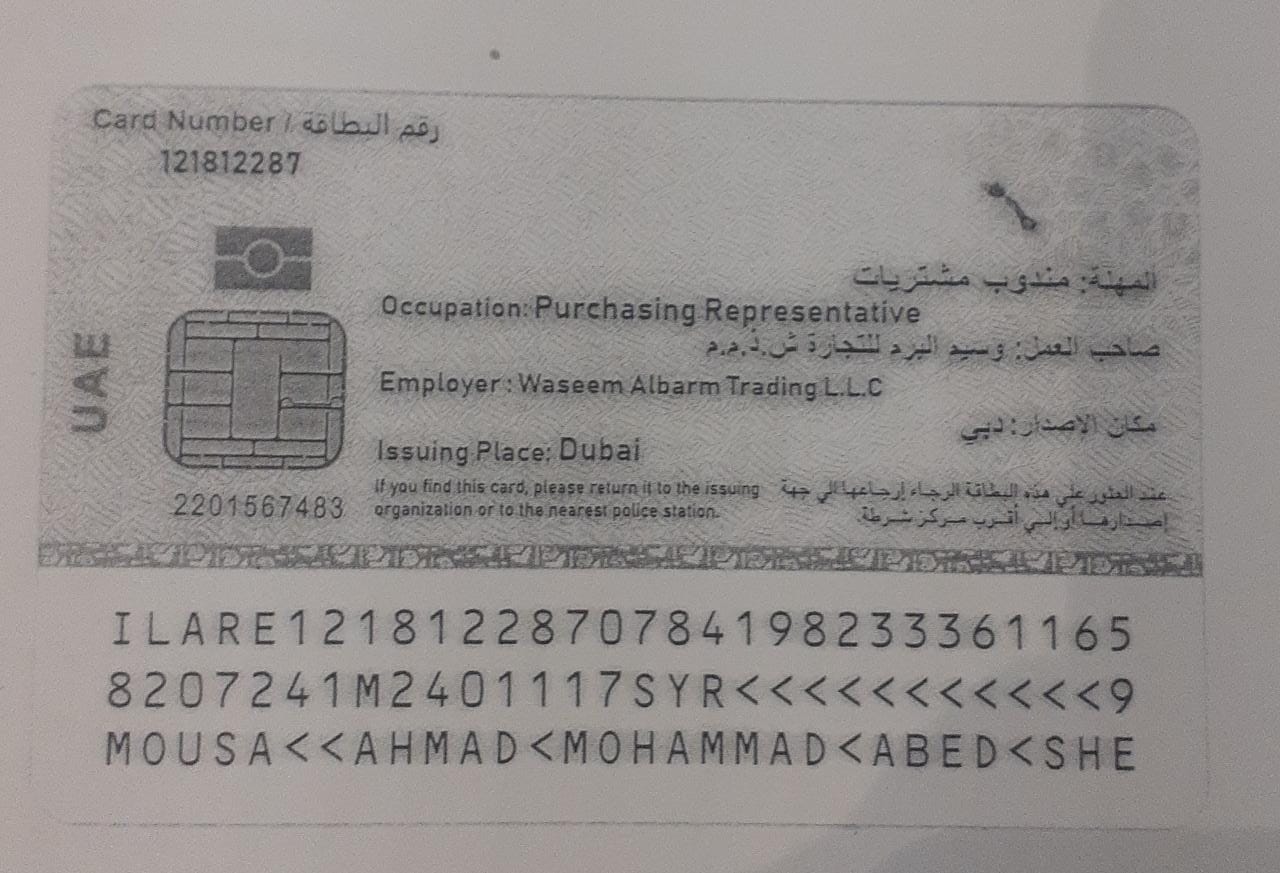 Card Number / رقم البطاقة
121812287
المهنة: مندوب مشتريات
Occupation: Purchasing Representative
صاحب العمل: وسيم البرم للتجارة ش.ذ.م.م
Employer : Waseem Albarm Trading L.L.C
مكان الاصدار: دبي
Issuing Place: Dubai
UAE
If you find this card, please return it to the issuing
organization or to the nearest police station.
عند العثور علي هذه البطاقة الرجاء إرجاعها الي جهة
إصدارها أو إلي أقرب مركز شرطة.
2201567483
ILARE1218122870784198233361165
8207241M2401117SYR<<<<<<<<<<<9
MOUSA<<AHMAD<MOHAMMAD<ABED<SHE